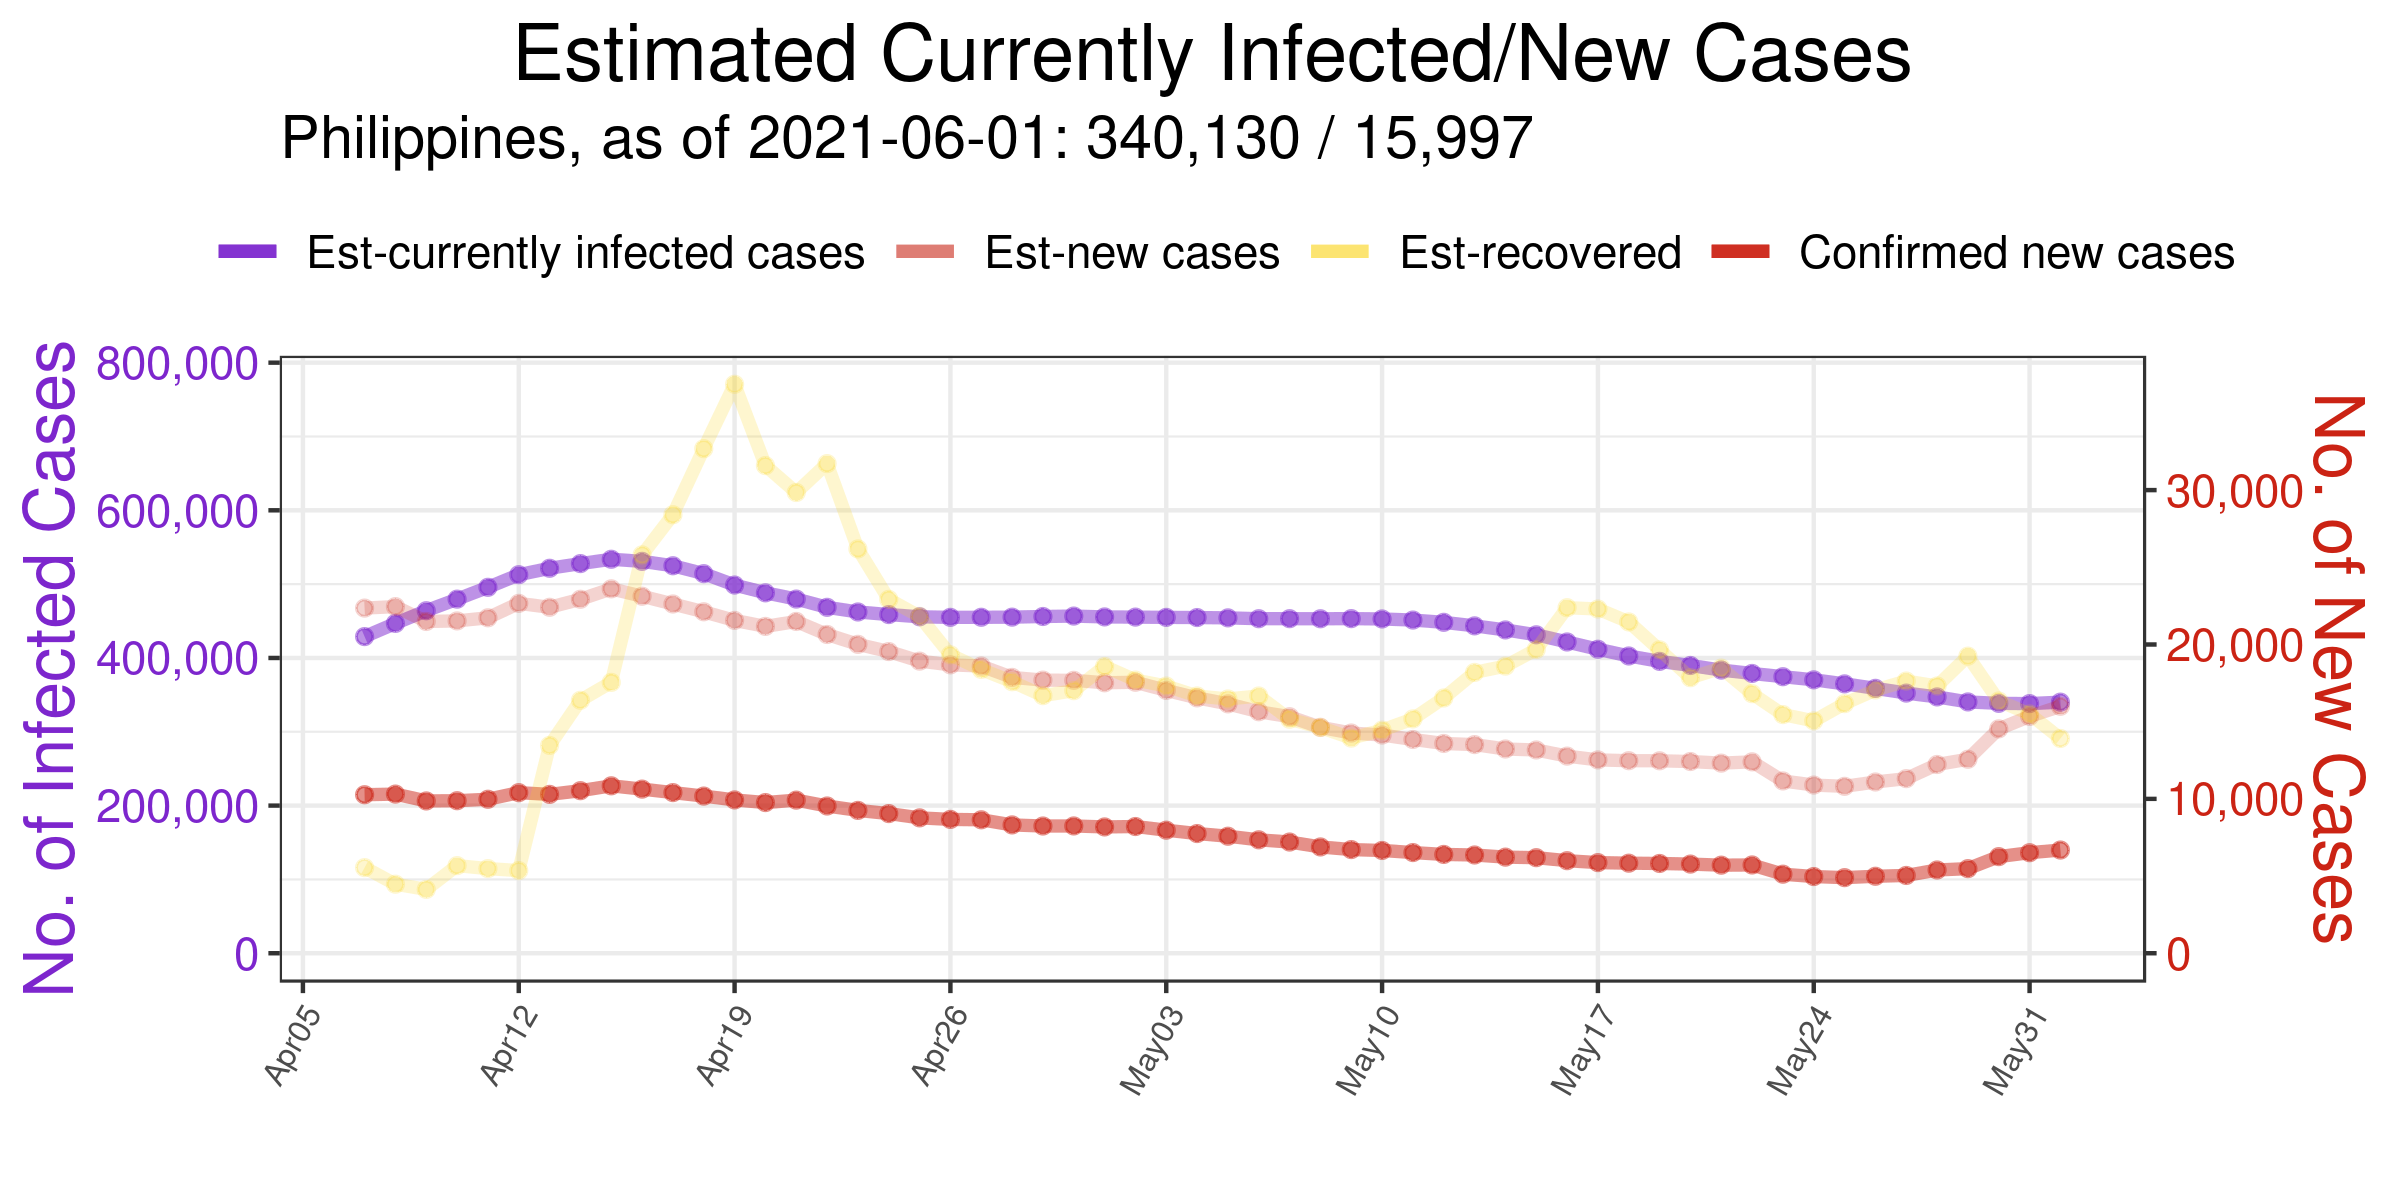 Estimated Currently Infected/New Cases
Philippines, as of 2021-06-01: 340,130 / 15,997
Est-currently infected cases Est-new cases Est-recovered Confirmed new cases
No. of Infected Cases
800,000
600,000
400,000
200,000
0
30,000
20,000
10,000
0
No. of New Cases
Apr05 Apr12 Apr19 Apr26 May03 May10 May17 May24 May31